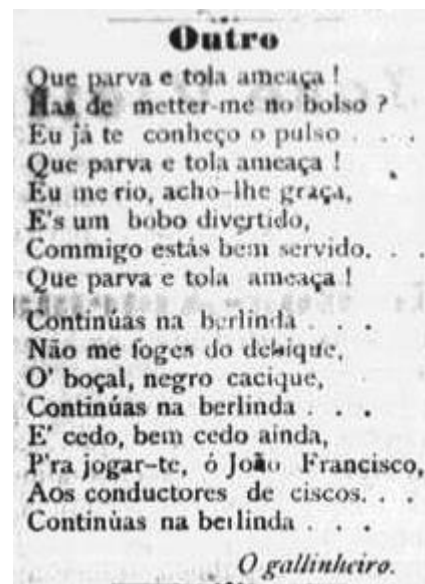 Outro
Que parva e tola ameaça !
Has de metter-me no bolso ?
Eu já te conheço o pulso . . .
Que parva e tola ameaça !
Eu me rio, acho-lhe graça,
E's um bobo divertido,
Commigo estás bem servido. . .
Que parva e tola ameaça !
Continúas na berlinda . . .
Não me foges do debique,
O' boçal, negro cacique,
Continúas na berlinda . . .
E' cedo, bem cedo ainda,
P'ra jogar-te, ó João Francisco,
Aos conductores de ciscos. . .
Continùas na berlinda . . .
O gallinheiro.